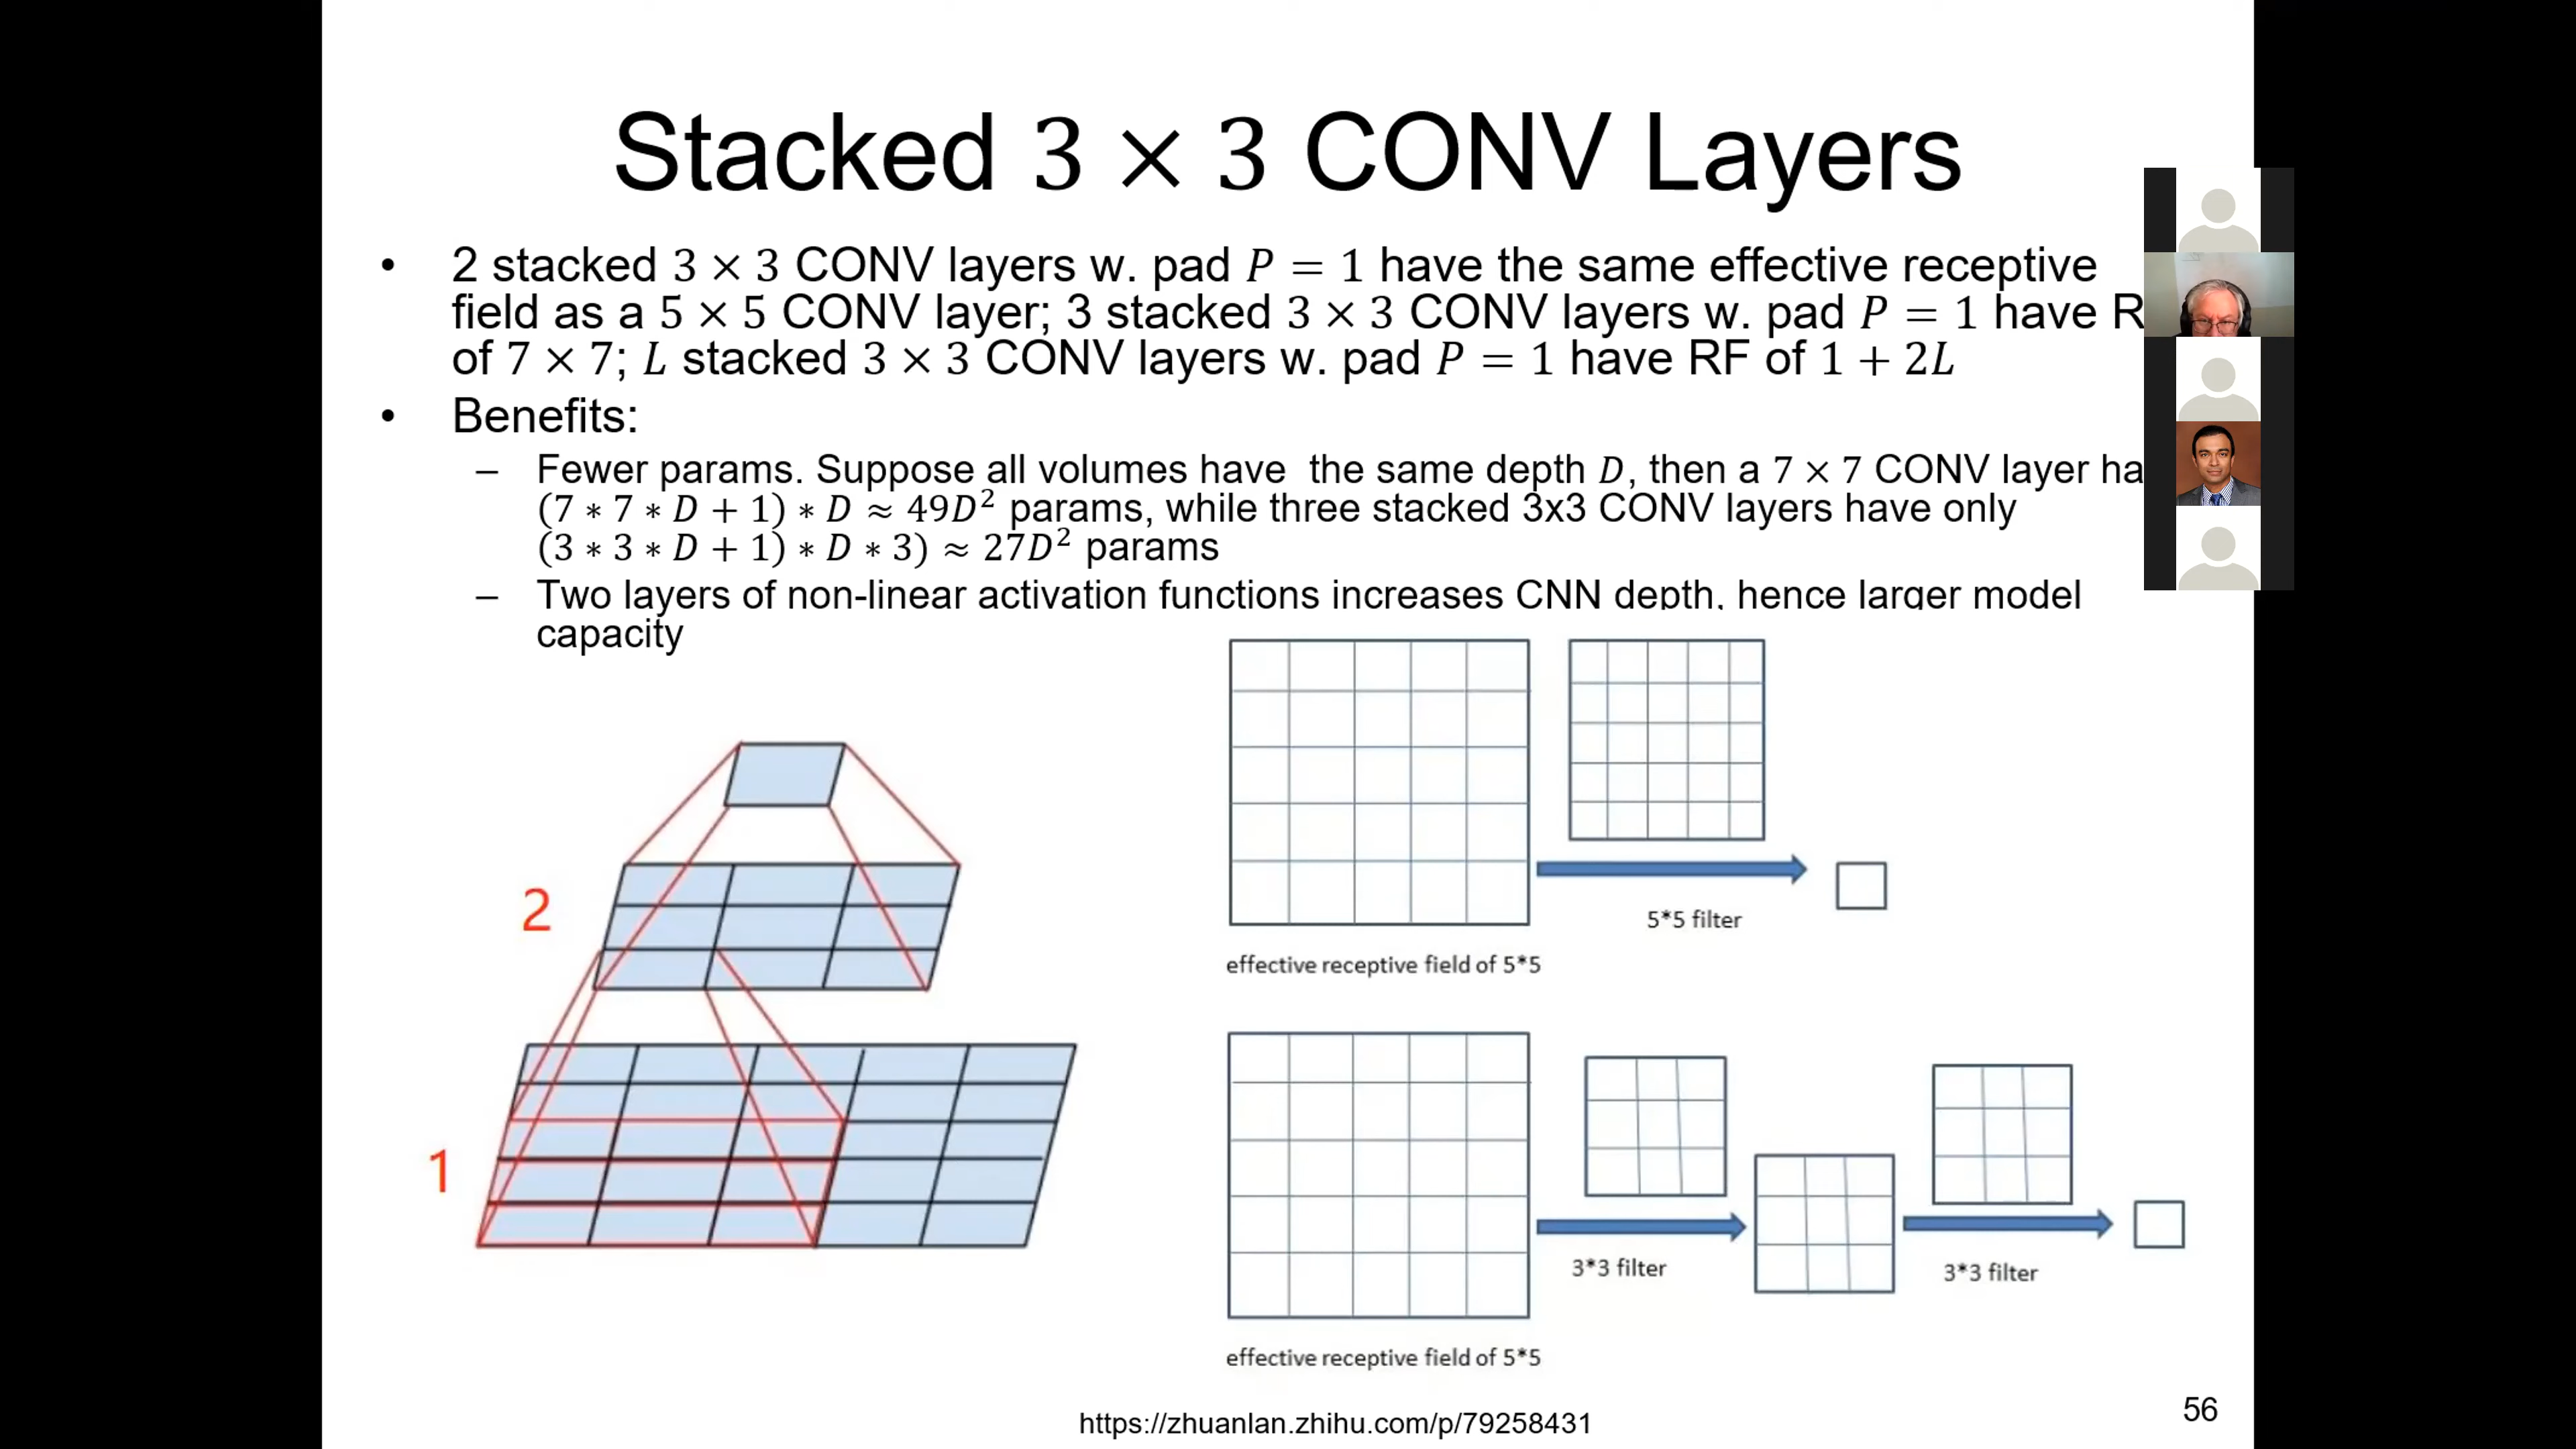 Stacked 3 × 3 CONV Layers
• 2 stacked 3 × 3 CONV layers w. pad P = 1 have the same effective receptive
field as a 5 × 5 CONV layer; 3 stacked 3 × 3 CONV layers w. pad P = 1 have
of 7 × 7; L stacked 3 × 3 CONV layers w. pad P = 1 have RF of 1 + 2L
• Benefits:
– Fewer params. Suppose all volumes have the same depth D, then a 7 × 7 CONV layer
(7 ∗ 7 ∗ D + 1) ∗ D ≈ 49D² params, while three stacked 3x3 CONV layers have only
(3 ∗ 3 ∗ D + 1) ∗ D ∗ 3) ≈ 27D² params
– Two layers of non-linear activation functions increases CNN depth, hence larger model
capacity
2
1
5*5 filter
effective receptive field of 5*5
3*3 filter
3*3 filter
effective receptive field of 5*5
https://zhuanlan.zhihu.com/p/79258431
56